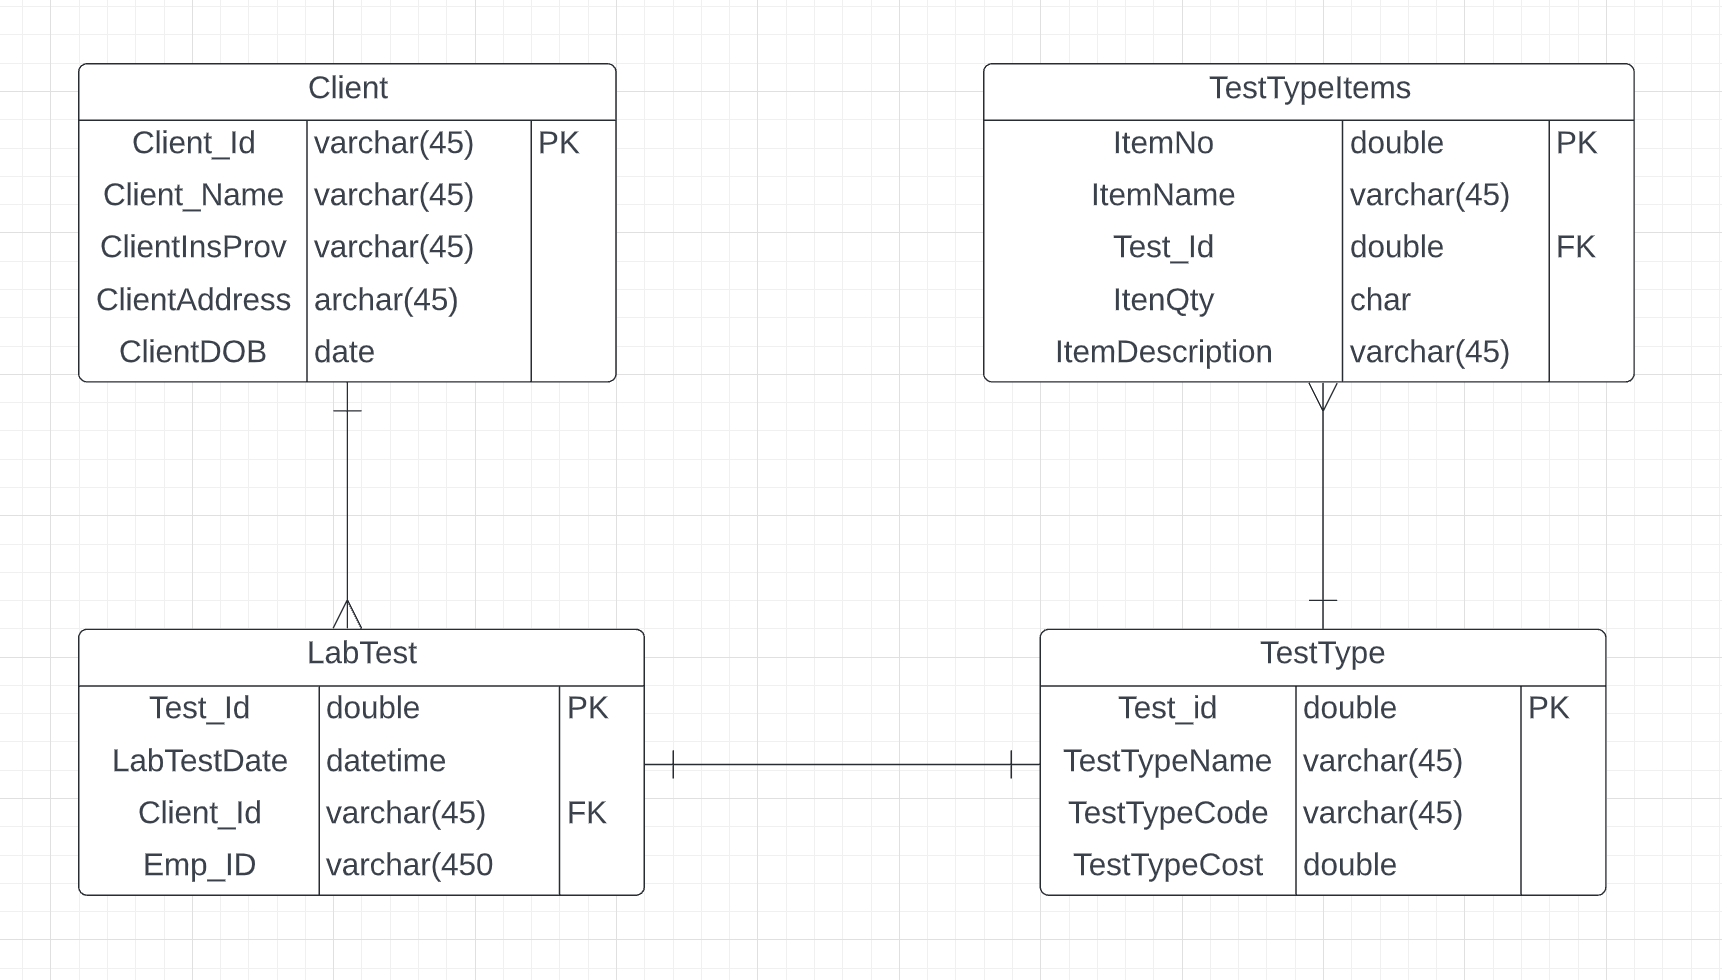 Client
Client_Id varchar(45) PK
Client_Name varchar(45)
ClientInsProv varchar(45)
ClientAddress archar(45)
ClientDOB date
TestTypeItems
ItemNo double PK
ItemName varchar(45)
Test_Id double FK
ItenQty char
ItemDescription varchar(45)
LabTest
Test_Id double PK
LabTestDate datetime
Client_Id varchar(45) FK
Emp_ID varchar(450
TestType
Test_id double PK
TestTypeName varchar(45)
TestTypeCode varchar(45)
TestTypeCost double